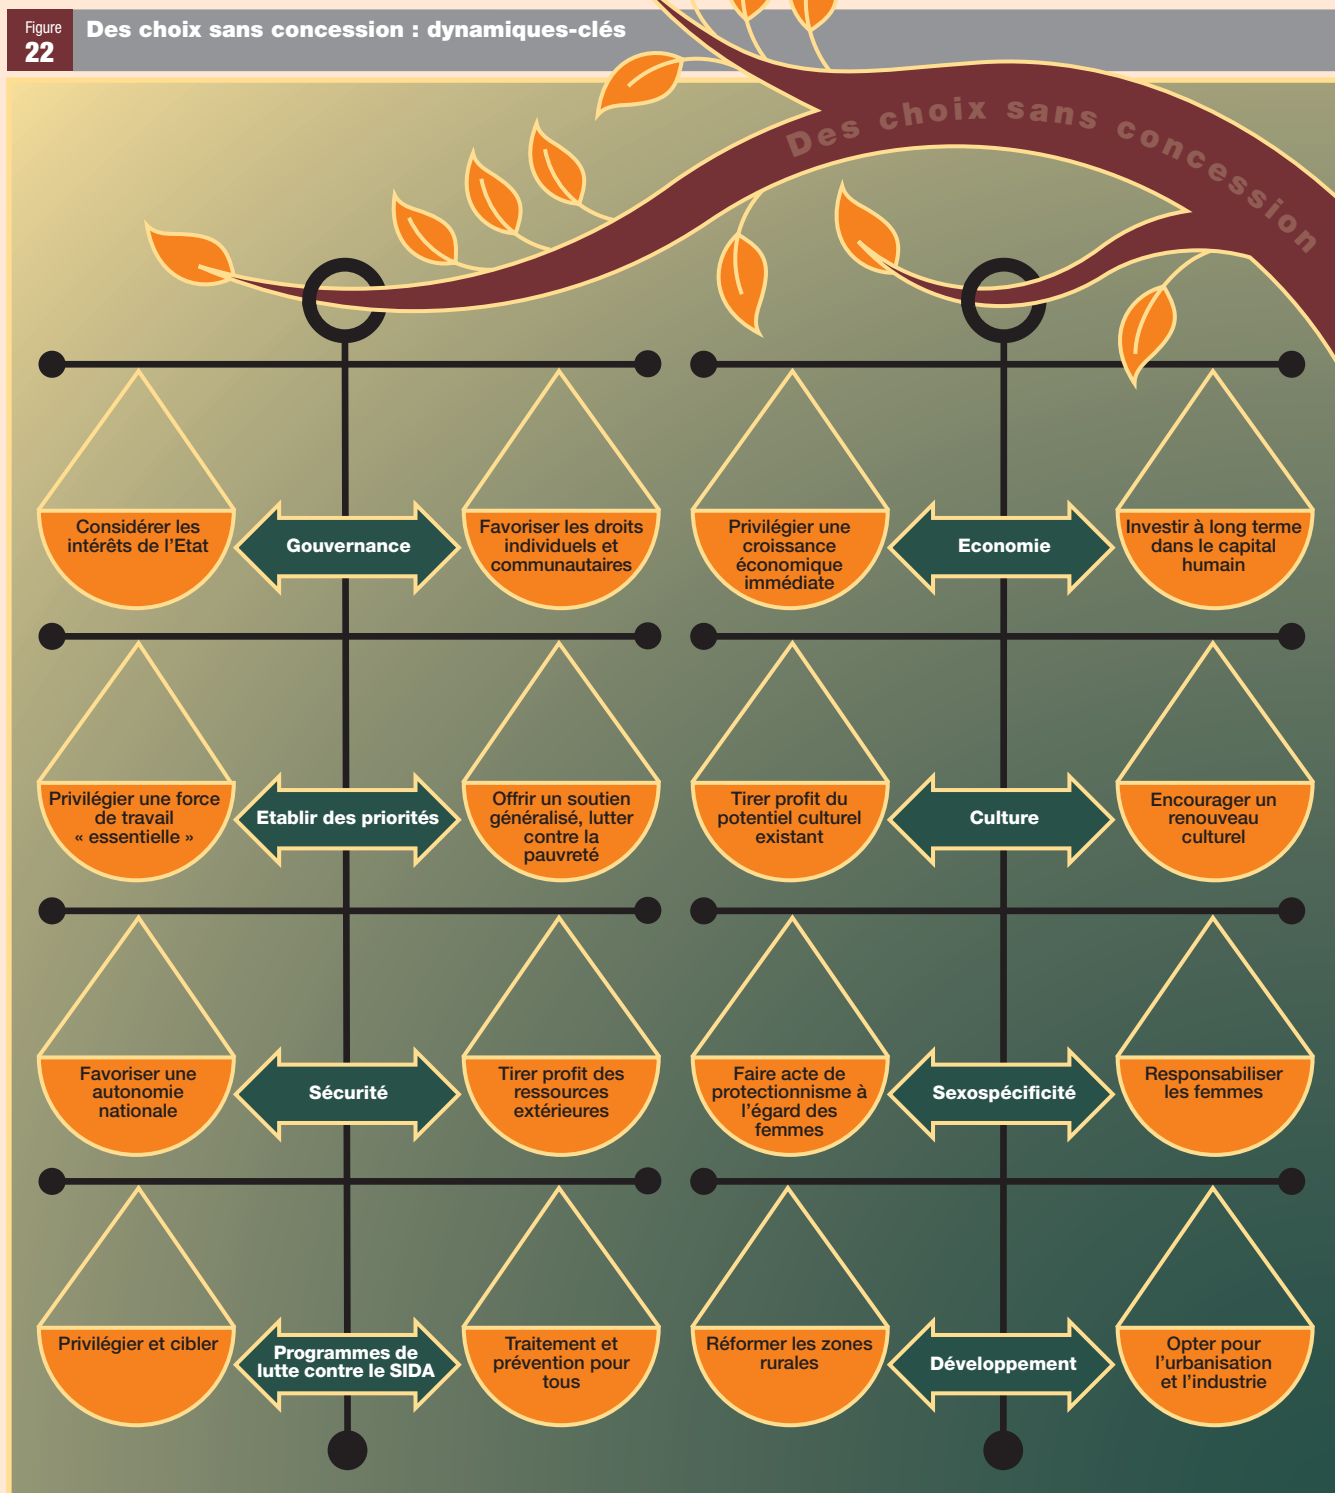 Figure
22
Des choix sans concession : dynamiques-clés
Des choix sans concession
Considérer les
intérêts de l'Etat
Gouvernance
Favoriser les droits
individuels et
communautaires
Privilégier une
croissance
économique
immédiate
Economie
Investir à long terme
dans le capital
humain
Privilégier une force
de travail
« essentielle »
Etablir des priorités
Offrir un soutien
généralisé, lutter
contre la
pauvreté
Tirer profit du
potentiel culturel
existant
Culture
Encourager un
renouveau
culturel
Favoriser une
autonomie
nationale
Sécurité
Tirer profit des
ressources
extérieures
Faire acte de
protectionnisme à
l'égard des
femmes
Sexospécificité
Responsabiliser
les femmes
Privilégier et cibler
Programmes de
lutte contre le SIDA
Traitement et
prévention pour
tous
Réformer les zones
rurales
Développement
Opter pour
l'urbanisation
et l'industrie